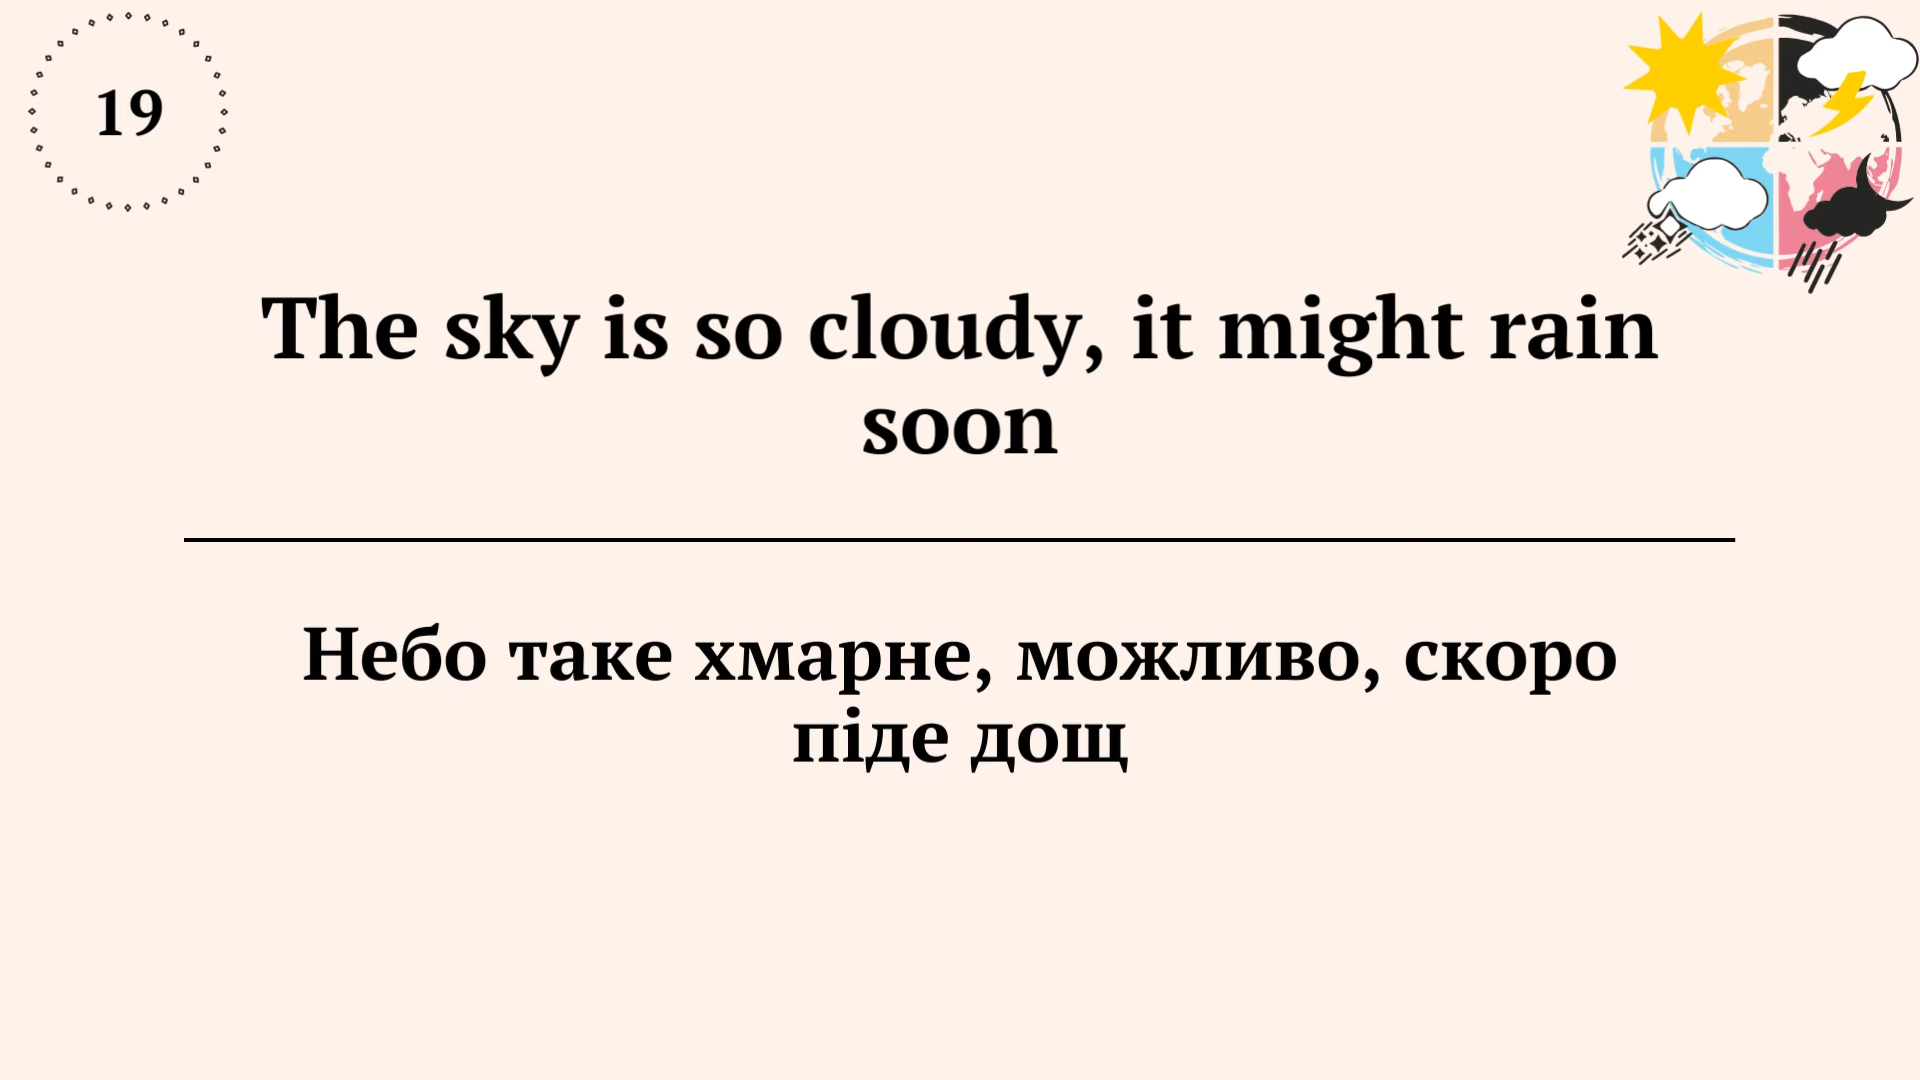 19
The sky is so cloudy, it might rain
soon
Небо таке хмарне, можливо, скоро
піде дощ